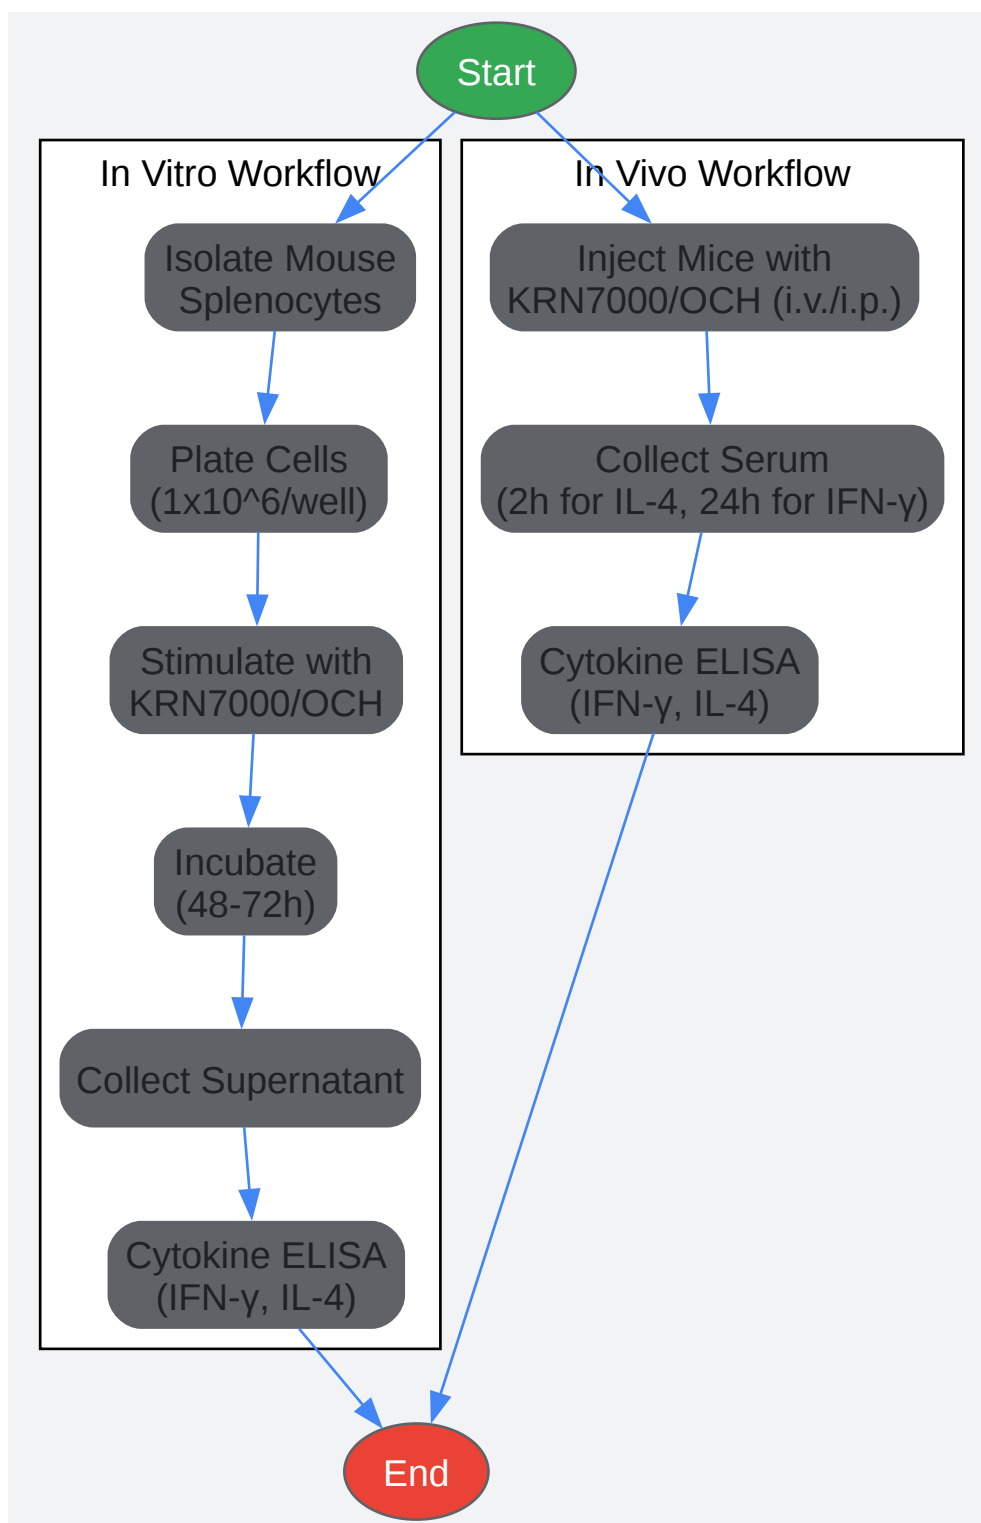 Start
In Vitro Workflow
Isolate Mouse
Splenocytes
Plate Cells
(1x10^6/well)
Stimulate with
KRN7000/OCH
Incubate
(48-72h)
Collect Supernatant
Cytokine ELISA
(IFN-γ, IL-4)
In Vivo Workflow
Inject Mice with
KRN7000/OCH (i.v./i.p.)
Collect Serum
(2h for IL-4, 24h for IFN-γ)
Cytokine ELISA
(IFN-γ, IL-4)
End